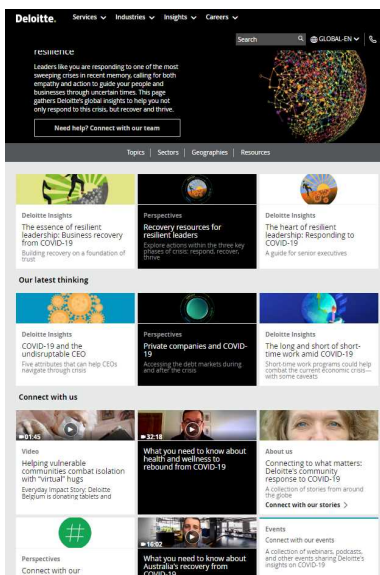 Deloitte.
Services Industries Insights Careers
Search GLOBAL-EN
resilience
Leaders like you are responding to one of the most
sweeping crises in recent memory, calling for both
empathy and action to guide your people and
businesses through uncertain times. This page
gathers Deloitte's global insights to help you not
only respond to this crisis, but recover and thrive.
Need help? Connect with our team
Topics | Sectors | Geographies | Resources
Deloitte Insights
The essence of resilient
leadership: Business recovery
from COVID-19
Building recovery on a foundation of
trust
Perspectives
Recovery resources for
resilient leaders
Explore actions within the three key
phases of crisis: respond, recover,
thrive
Deloitte Insights
The heart of resilient
leadership: Responding to
COVID-19
A guide for senior executives
Our latest thinking
Deloitte Insights
COVID-19 and the
undisruptable CEO
Five attributes that can help CEOs
navigate through crisis
Perspectives
Private companies and COVID-
19
Accessing the debt markets during
and after the crisis
Deloitte Insights
The long and short of short-
time work amid COVID-19
Short-time work programs could help
combat the current economic crisis—
with some caveats
Connect with us
01:45
Video
Helping vulnerable
communities combat isolation
with "virtual" hugs
Everyday Impact Story: Deloitte
Belgium is donating tablets and
32:18
What you need to know about
health and wellness to
rebound from COVID-19
About us
Connecting to what matters:
Deloitte's community
response to COVID-19
A collection of stories from around
the globe
Connect with our stories >
#
Perspectives
Connect with our
16:02
What you need to know about
Australia's recovery from
COVID-19
Events
Connect with our events
A collection of webinars, podcasts,
and other events sharing Deloitte's
insights on COVID-19